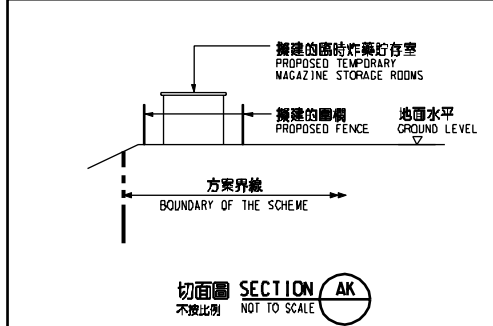 擬建的臨時炸藥貯存室
PROPOSED TEMPORARY
MAGAZINE STORAGE ROOMS
擬建的圍欄
PROPOSED FENCE
地面水平
GROUND LEVEL
方案界線
BOUNDARY OF THE SCHEME
切面圖 SECTION AK
不按比例 NOT TO SCALE